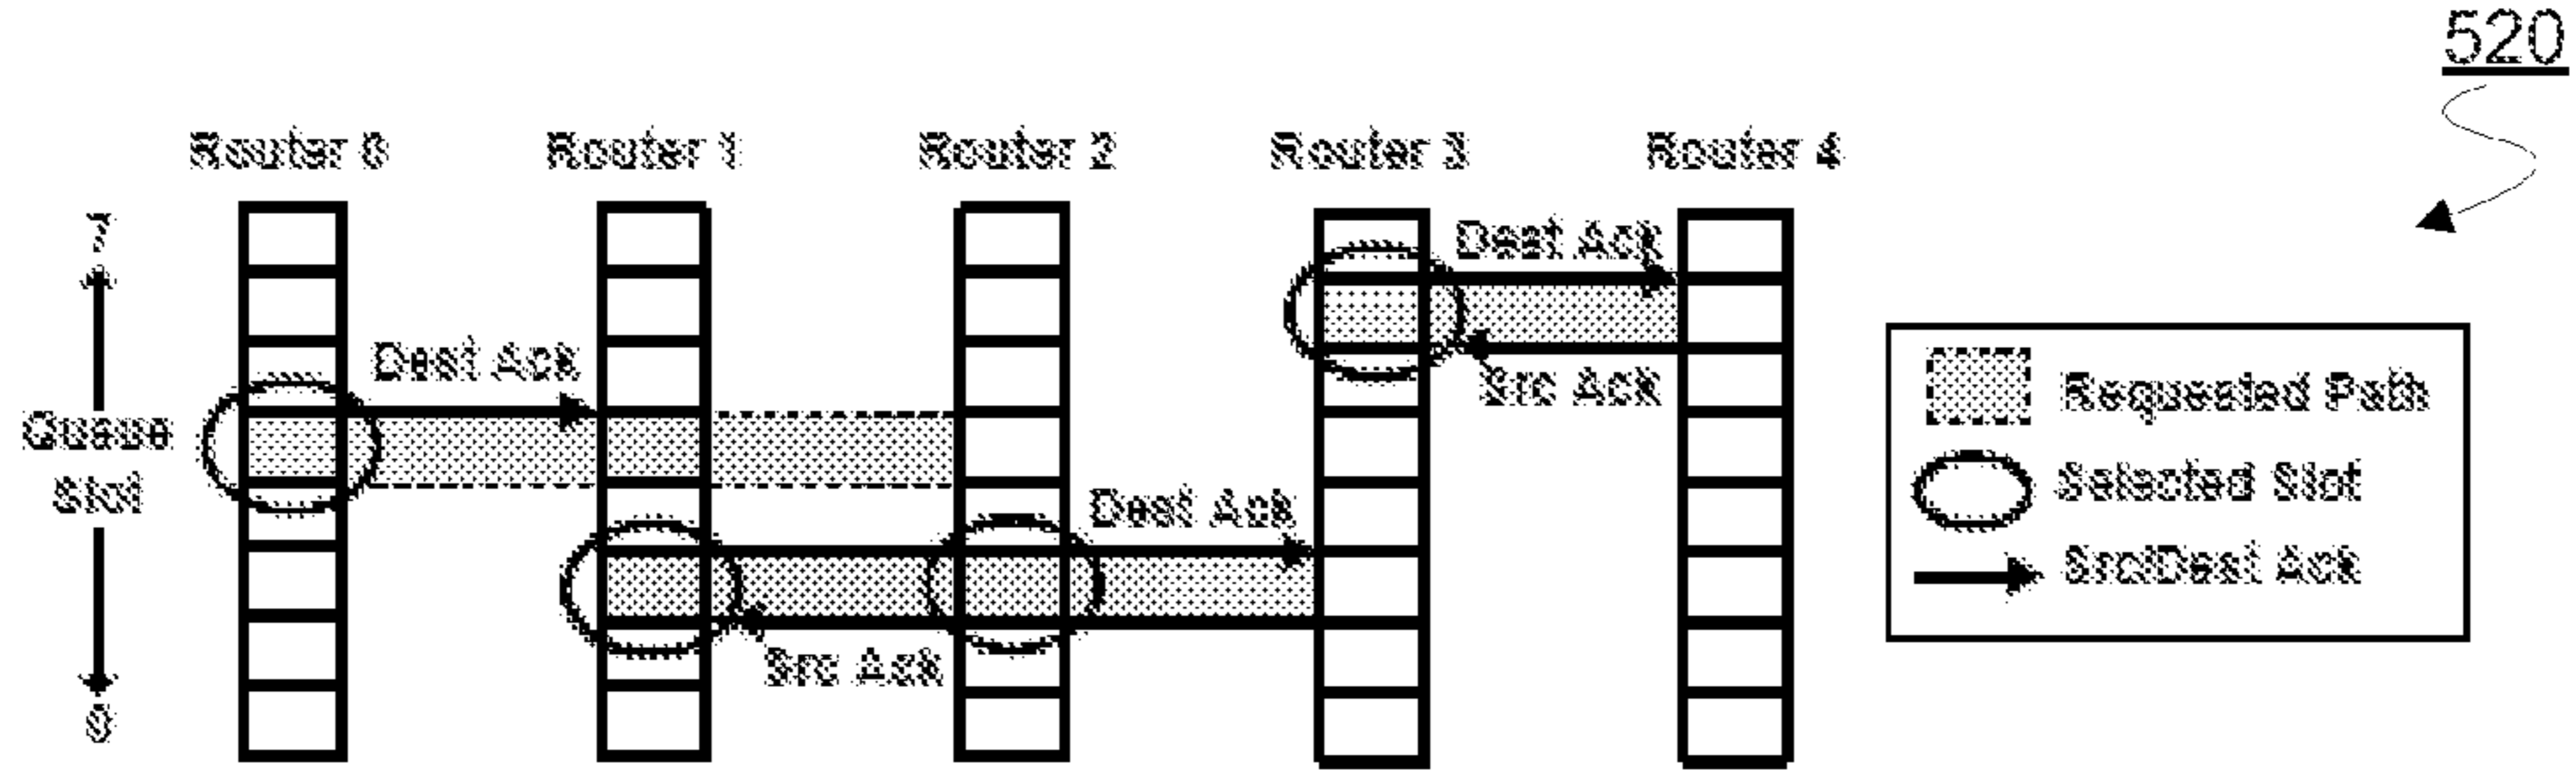 520
Router 0
Router 1
Router 2
Router 3
Router 4
7
Queue
Slot
0
Dest Ack
Dest Ack
Src Ack
Dest Ack
Src Ack
Requested Path
Selected Slot
Src/Dest Ack